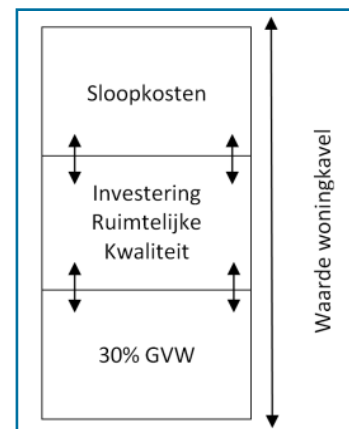 Sloopkosten
Investering
Ruimtelijke
Kwaliteit
30% GVW
Waarde woningkavel